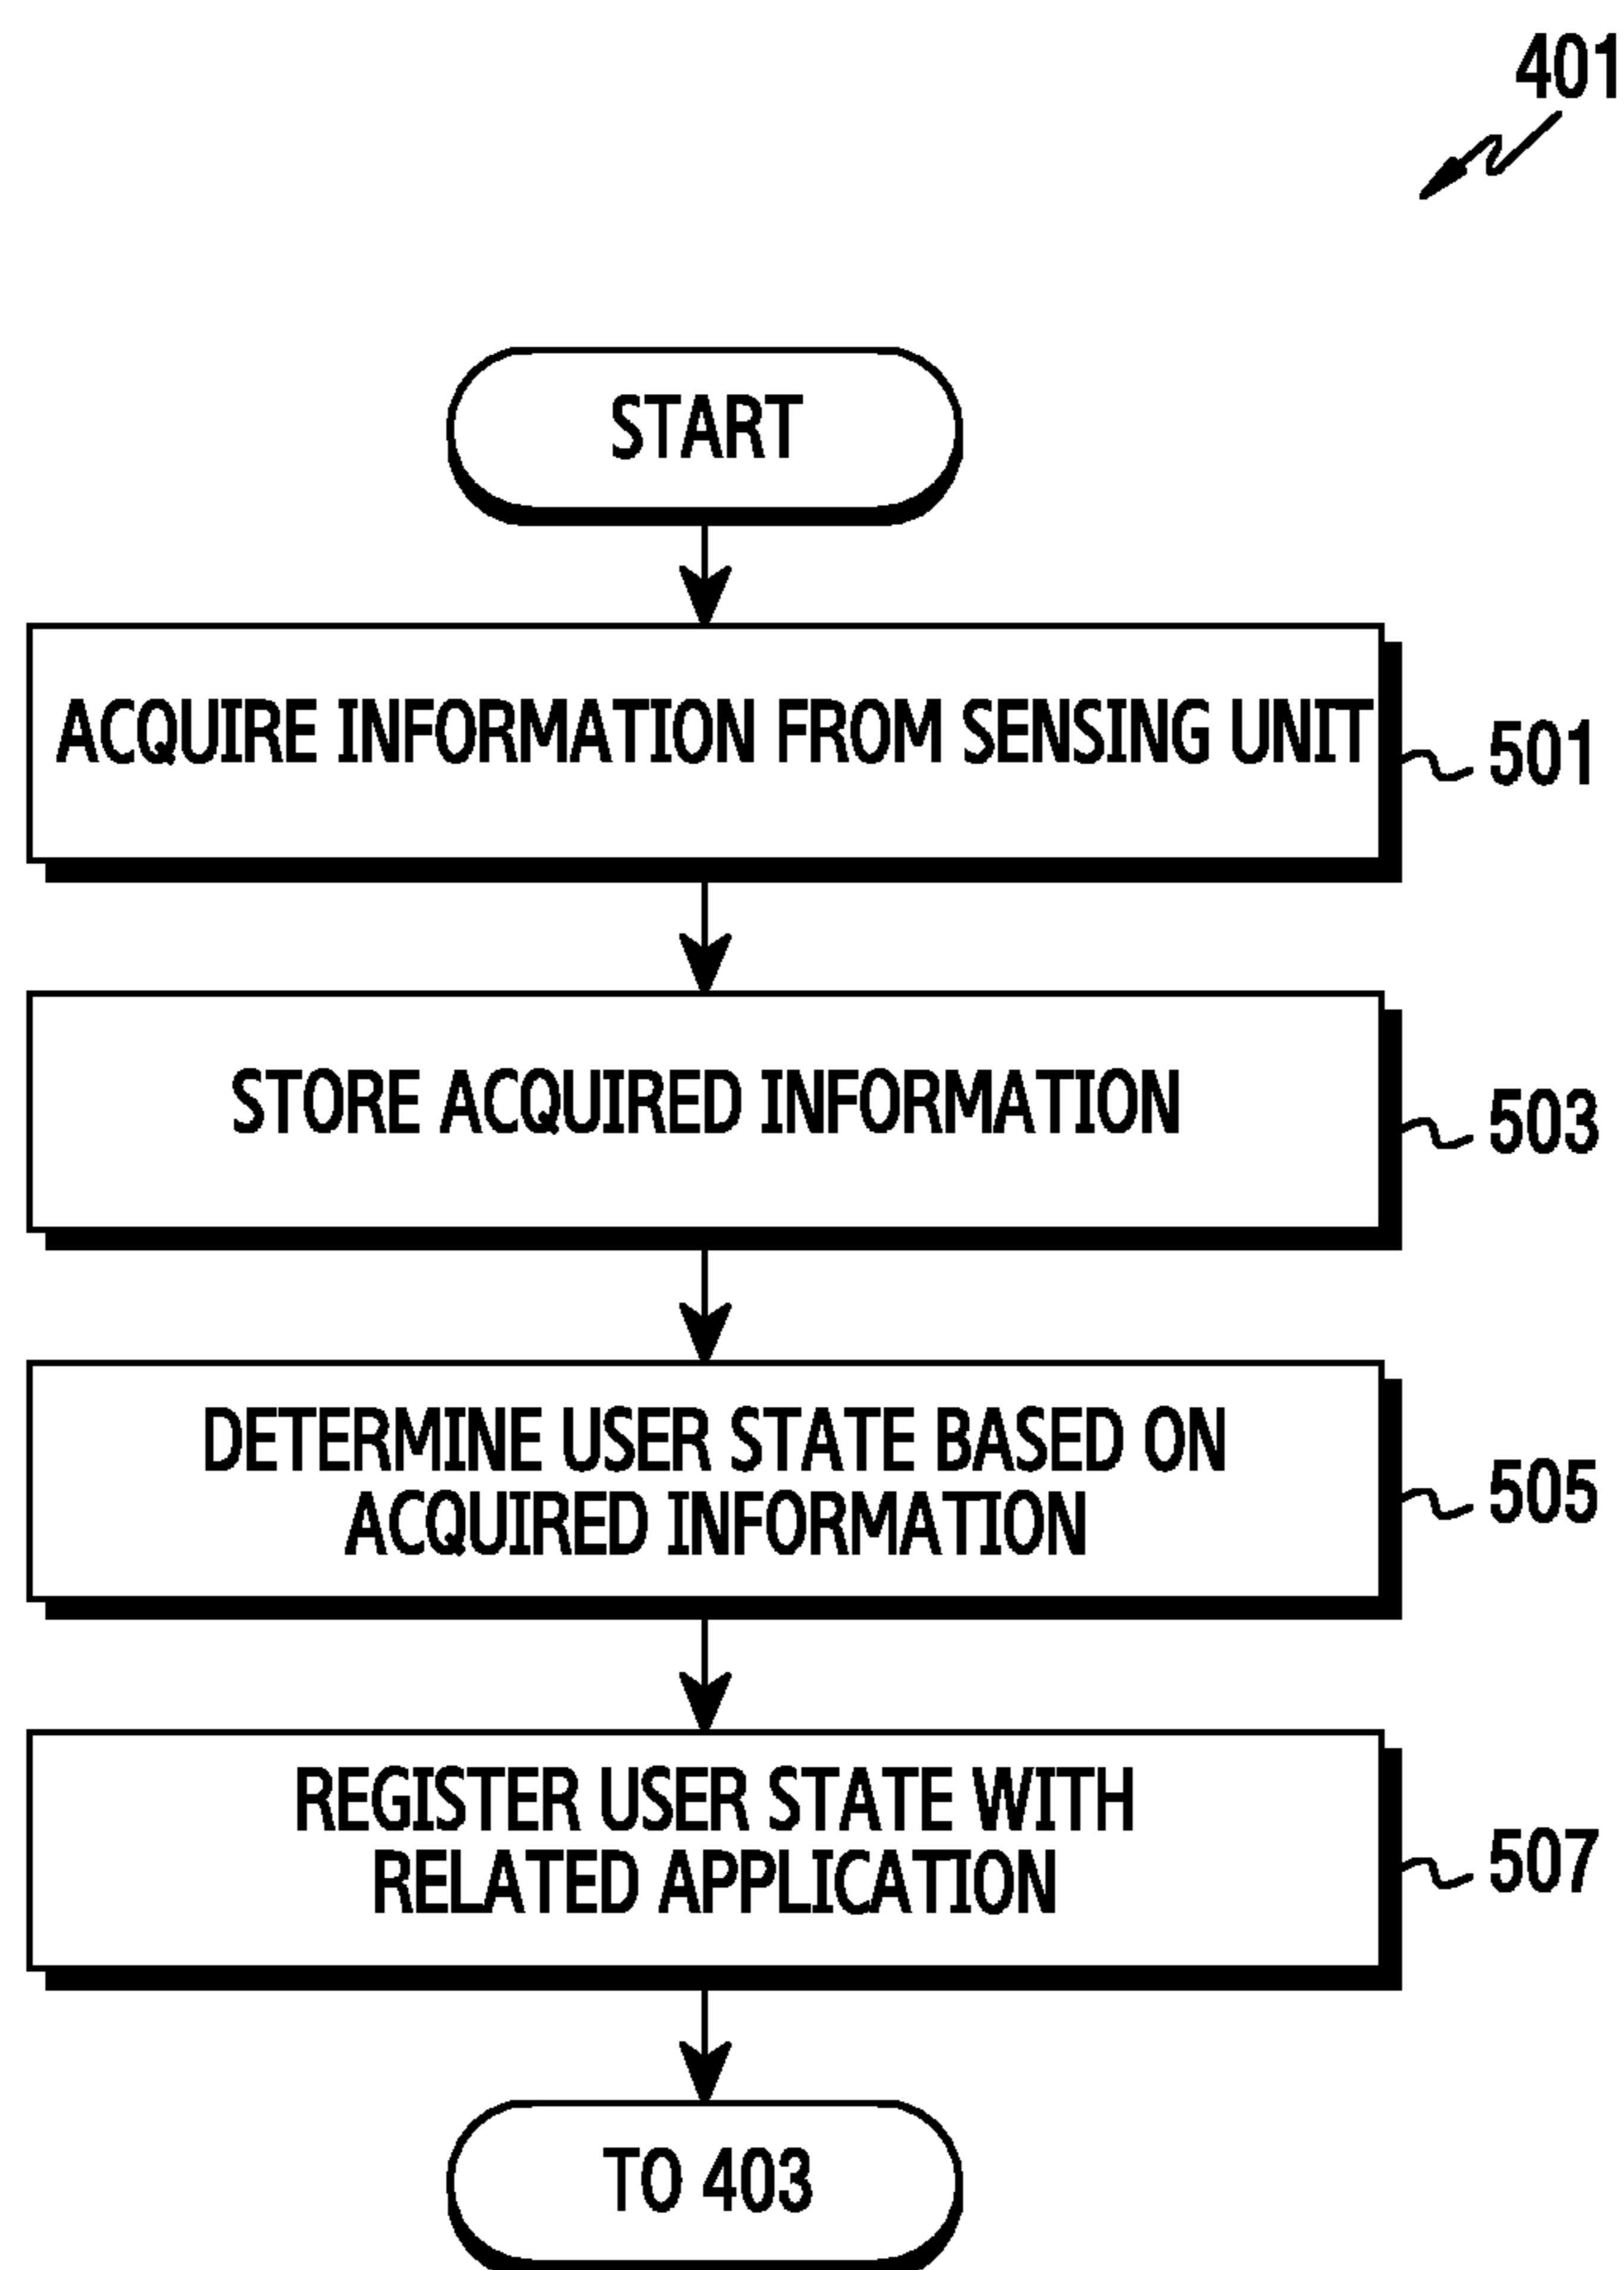 401
START
ACQUIRE INFORMATION FROM SENSING UNIT
501
STORE ACQUIRED INFORMATION
503
DETERMINE USER STATE BASED ON
ACQUIRED INFORMATION
505
REGISTER USER STATE WITH
RELATED APPLICATION
507
TO 403